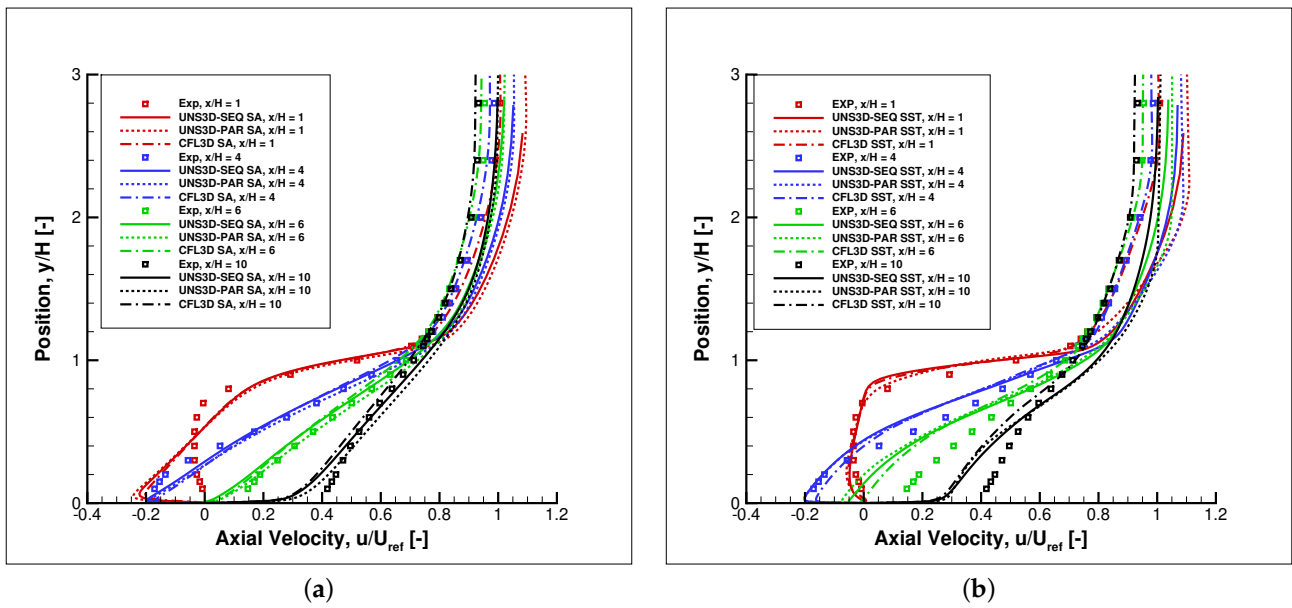 3
2
1
0
-0.4
-0.2
0
0.2
0.4
0.6
0.8
1
1.2
Position, y/H [-]
Axial Velocity, u/Uref [-]
Exp, x/H = 1
UNS3D-SEQ SA, x/H = 1
UNS3D-PAR SA, x/H = 1
CFL3D SA, x/H = 1
Exp, x/H = 4
UNS3D-SEQ SA, x/H = 4
UNS3D-PAR SA, x/H = 4
CFL3D SA, x/H = 4
Exp, x/H = 6
UNS3D-SEQ SA, x/H = 6
UNS3D-PAR SA, x/H = 6
CFL3D SA, x/H = 6
Exp, x/H = 10
UNS3D-SEQ SA, x/H = 10
UNS3D-PAR SA, x/H = 10
CFL3D SA, x/H = 10
(a)
3
2
1
0
-0.4
-0.2
0
0.2
0.4
0.6
0.8
1
1.2
Position, y/H [-]
Axial Velocity, u/Uref [-]
EXP, x/H = 1
UNS3D-SEQ SST, x/H = 1
UNS3D-PAR SST, x/H = 1
CFL3D SST, x/H = 1
EXP, x/H = 4
UNS3D-SEQ SST, x/H = 4
UNS3D-PAR SST, x/H = 4
CFL3D SST, x/H = 4
EXP, x/H = 6
UNS3D-SEQ SST, x/H = 6
UNS3D-PAR SST, x/H = 6
CFL3D SST, x/H = 6
EXP, x/H = 10
UNS3D-SEQ SST, x/H = 10
UNS3D-PAR SST, x/H = 10
CFL3D SST, x/H = 10
(b)